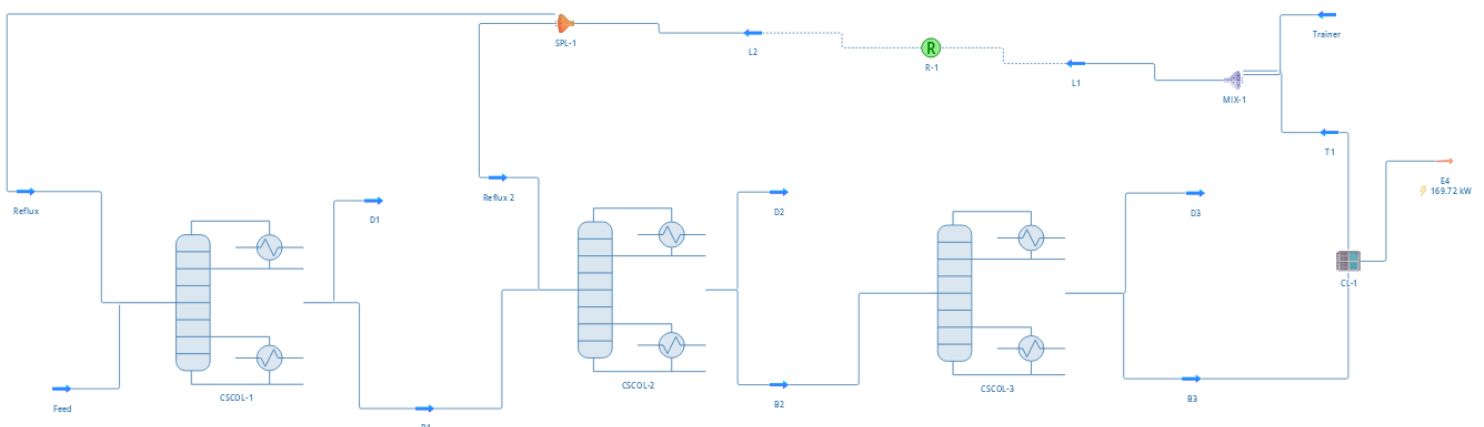 Trainer
SPL-1
L2
R
R-1
L1
MIX-1
T1
E4
169.72 kW
Reflux
Reflux 2
D1
D2
D3
CL-1
CSCOL-1
CSCOL-2
CSCOL-3
Feed
B2
B3